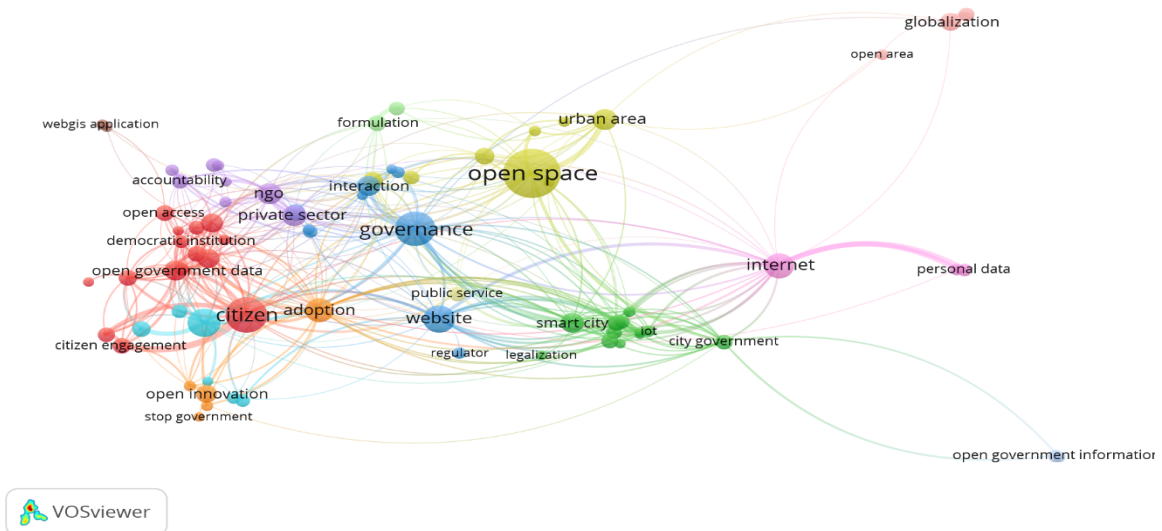 globalization
open area
urban area
formulation
webgis application
open space
accountability
interaction
ngo
open access
private sector
governance
democratic institution
internet
open government data
personal data
public service
citizen
adoption
website
smart city
iot
city government
citizen engagement
regulator
legalization
open innovation
stop government
open government information
VOSviewer